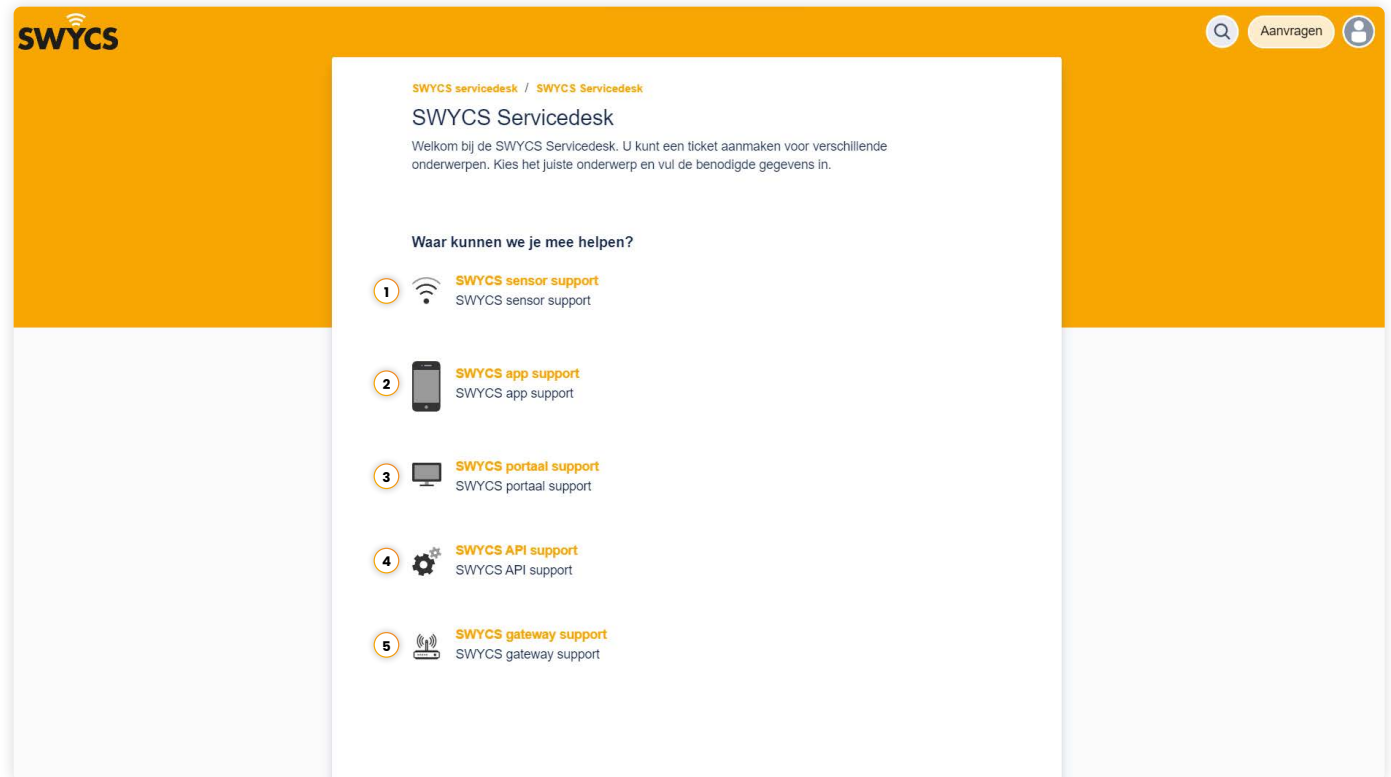 SWYCS
Aanvragen
SWYCS servicedesk / SWYCS Servicedesk
SWYCS Servicedesk
Welkom bij de SWYCS Servicedesk. U kunt een ticket aanmaken voor verschillende
onderwerpen. Kies het juiste onderwerp en vul de benodigde gegevens in.
Waar kunnen we je mee helpen?
1
SWYCS sensor support
SWYCS sensor support
2
SWYCS app support
SWYCS app support
3
SWYCS portaal support
SWYCS portaal support
4
SWYCS API support
SWYCS API support
5
SWYCS gateway support
SWYCS gateway support